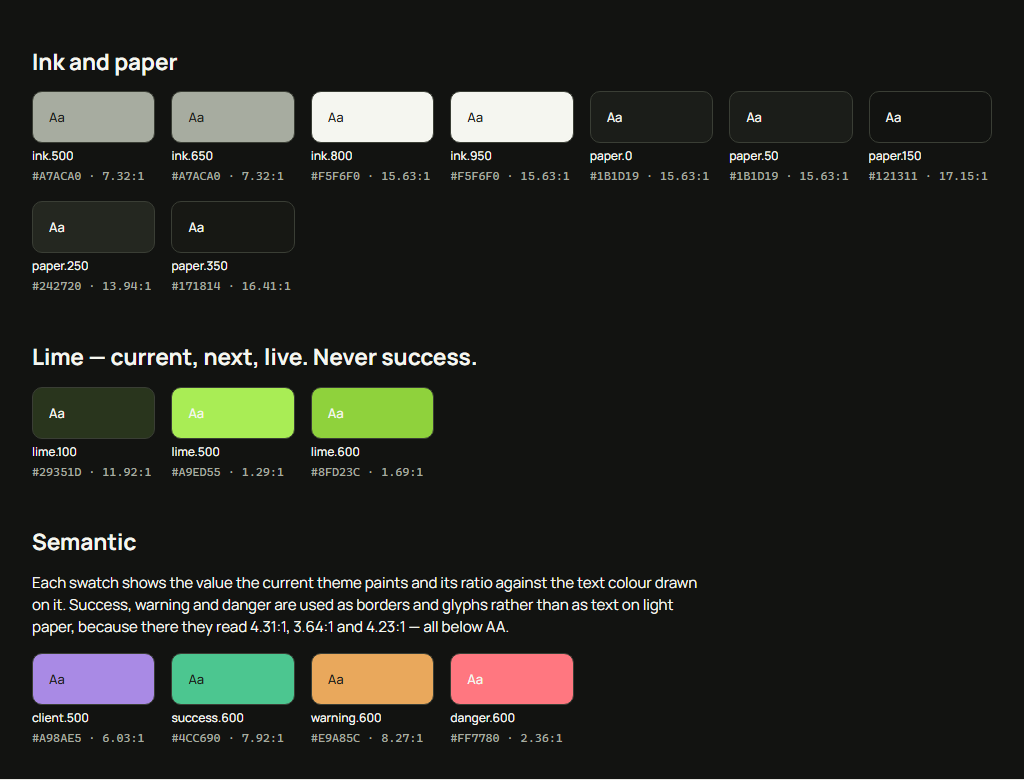 Ink and paper
Aa Aa Aa Aa Aa Aa Aa
ink.500 ink.650 ink.800 ink.950 paper.0 paper.50 paper.150
#A7ACA0 · 7.32:1 #A7ACA0 · 7.32:1 #F5F6F0 · 15.63:1 #F5F6F0 · 15.63:1 #1B1D19 · 15.63:1 #1B1D19 · 15.63:1 #121311 · 17.15:1
Aa Aa
paper.250 paper.350
#242720 · 13.94:1 #171814 · 16.41:1
Lime — current, next, live. Never success.
Aa Aa Aa
lime.100 lime.500 lime.600
#29351D · 11.92:1 #A9ED55 · 1.29:1 #8FD23C · 1.69:1
Semantic
Each swatch shows the value the current theme paints and its ratio against the text colour drawn
on it. Success, warning and danger are used as borders and glyphs rather than as text on light
paper, because there they read 4.31:1, 3.64:1 and 4.23:1 — all below AA.
Aa Aa Aa Aa
client.500 success.600 warning.600 danger.600
#A98AE5 · 6.03:1 #4CC690 · 7.92:1 #E9A85C · 8.27:1 #FF7780 · 2.36:1